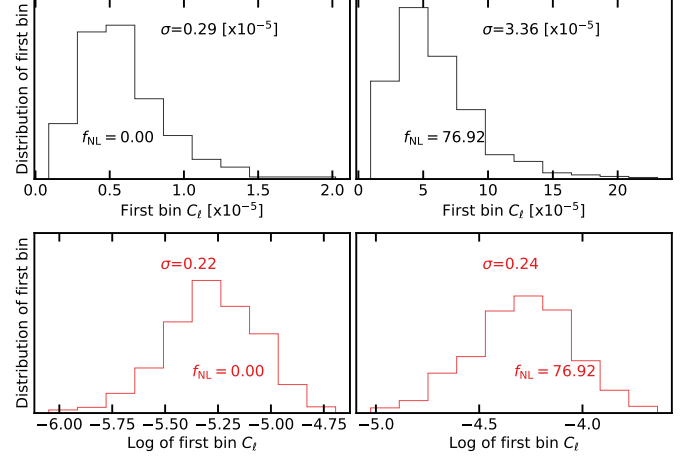 Distribution of first bin
σ=0.29 [x10⁻⁵]
f_NL = 0.00
0.0 0.5 1.0 1.5 2.0
First bin C_ℓ [x10⁻⁵]
σ=3.36 [x10⁻⁵]
f_NL = 76.92
0 5 10 15 20
First bin C_ℓ [x10⁻⁵]
Distribution of first bin
σ=0.22
f_NL = 0.00
−6.00 −5.75 −5.50 −5.25 −5.00 −4.75
Log of first bin C_ℓ
σ=0.24
f_NL = 76.92
−5.0 −4.5 −4.0
Log of first bin C_ℓ